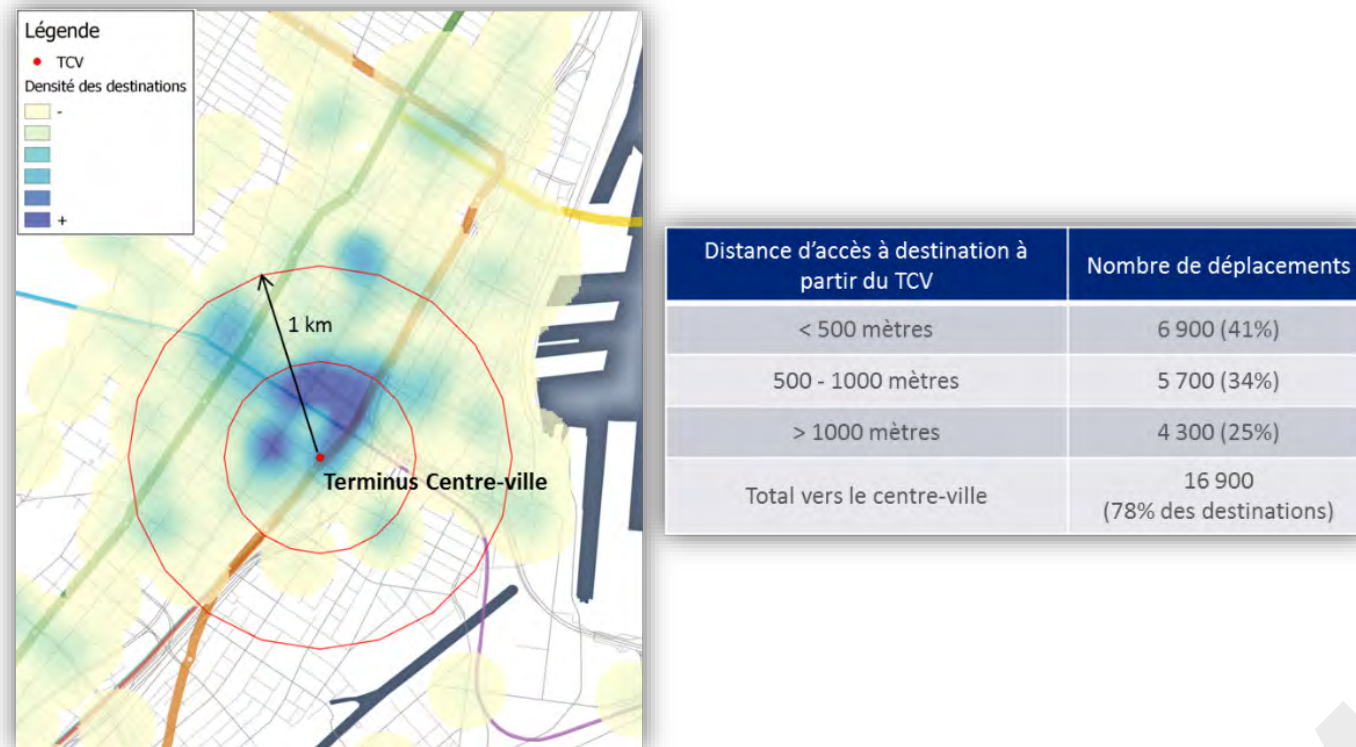 Légende
TCV
Densité des destinations
-
+
1 km
Terminus Centre-ville
Distance d'accès à destination à
partir du TCV
Nombre de déplacements
< 500 mètres
6 900 (41%)
500 - 1000 mètres
5 700 (34%)
> 1000 mètres
4 300 (25%)
Total vers le centre-ville
16 900
(78% des destinations)